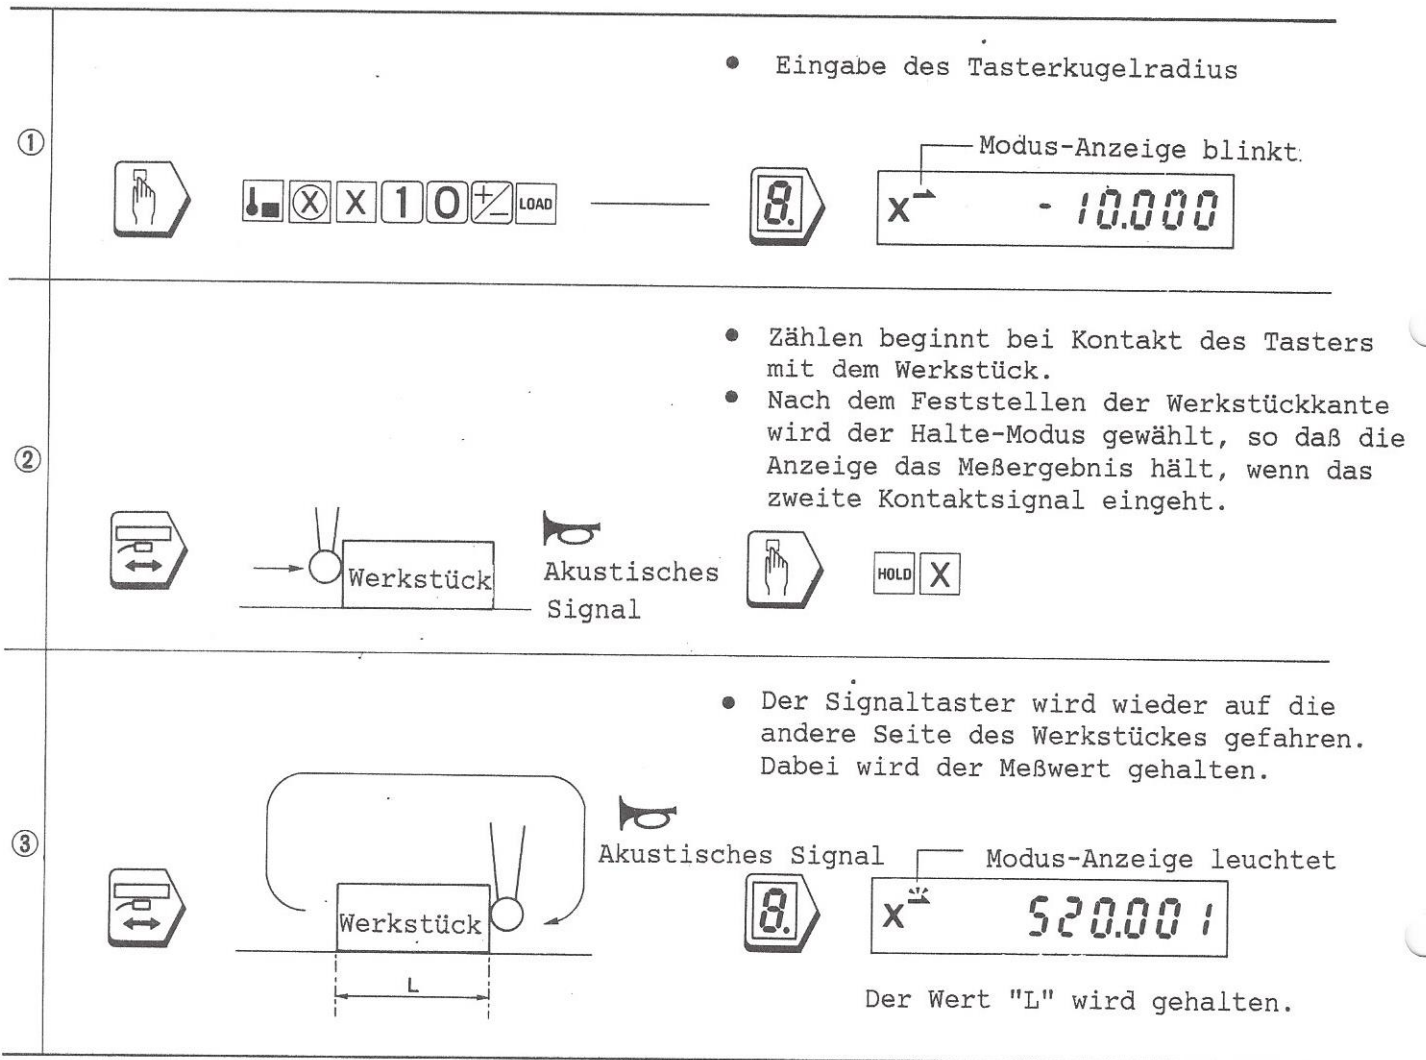 • Eingabe des Tasterkugelradius
①
Modus-Anzeige blinkt.
X X 1 0 +/- LOAD
8.
X - 10.000
• Zählen beginnt bei Kontakt des Tasters
mit dem Werkstück.
• Nach dem Feststellen der Werkstückkante
wird der Halte-Modus gewählt, so daß die
Anzeige das Meßergebnis hält, wenn das
zweite Kontaktsignal eingeht.
②
Werkstück
Akustisches
Signal
HOLD X
• Der Signaltaster wird wieder auf die
andere Seite des Werkstückes gefahren.
Dabei wird der Meßwert gehalten.
③
Akustisches Signal
Modus-Anzeige leuchtet
Werkstück
8.
X 520.001
L
Der Wert "L" wird gehalten.